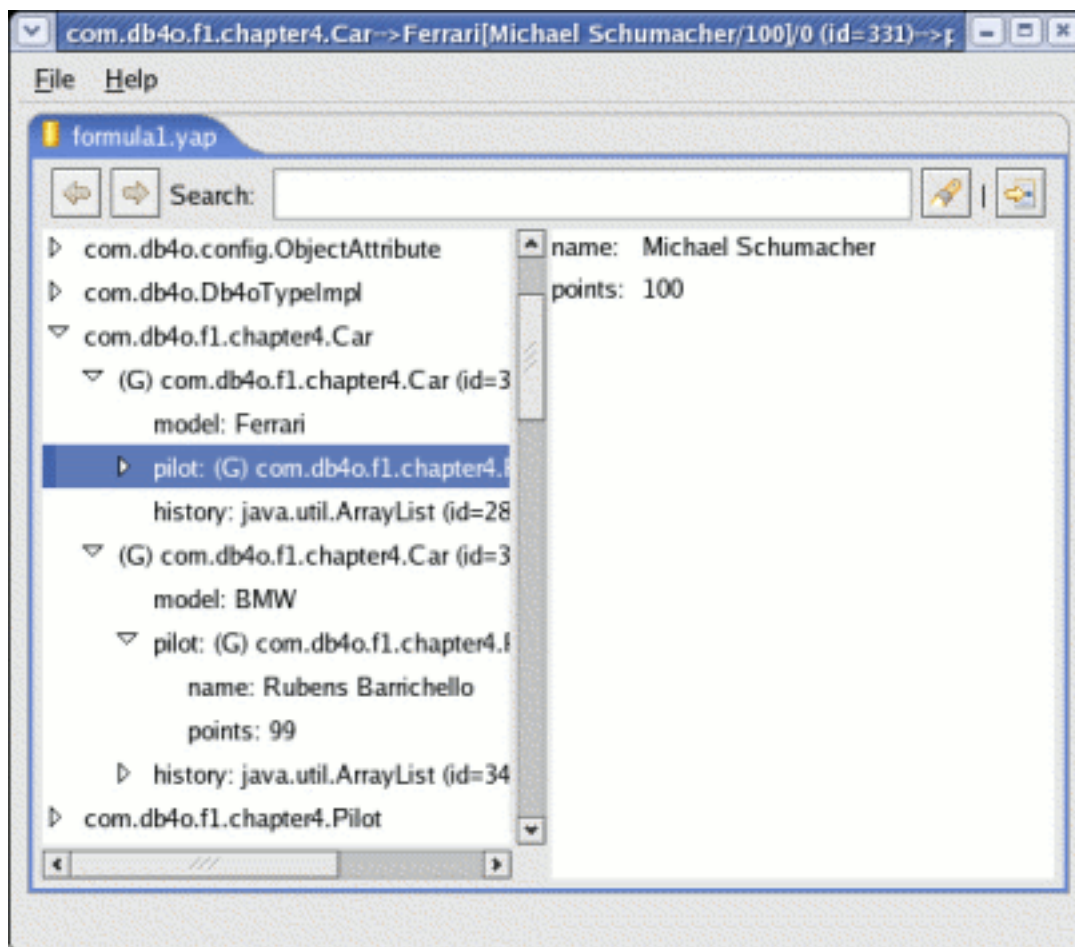 com.db4o.f1.chapter4.Car-->Ferrari[Michael Schumacher/100]/0 (id=331)-->p
File Help
formula1.yap
Search:
com.db4o.config.ObjectAttribute
com.db4o.Db4oTypeImpl
com.db4o.f1.chapter4.Car
(G) com.db4o.f1.chapter4.Car (id=3
model: Ferrari
pilot: (G) com.db4o.f1.chapter4.P
history: java.util.ArrayList (id=28
(G) com.db4o.f1.chapter4.Car (id=3
model: BMW
pilot: (G) com.db4o.f1.chapter4.P
name: Rubens Barrichello
points: 99
history: java.util.ArrayList (id=34
com.db4o.f1.chapter4.Pilot
name: Michael Schumacher
points: 100